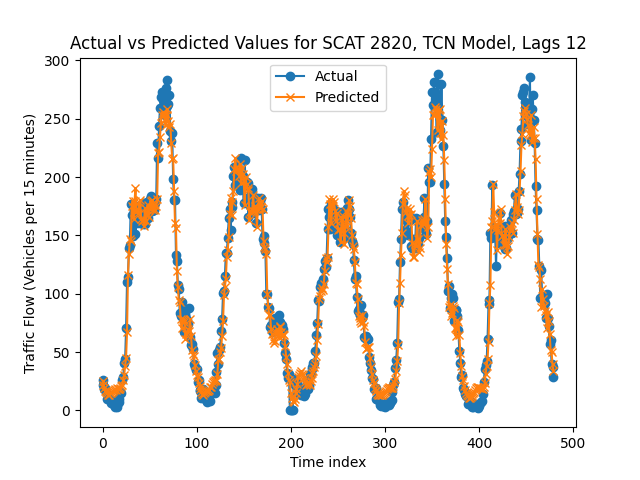 Actual vs Predicted Values for SCAT 2820, TCN Model, Lags 12
Actual
Predicted
Traffic Flow (Vehicles per 15 minutes)
300
250
200
150
100
50
0
0 100 200 300 400 500
Time index